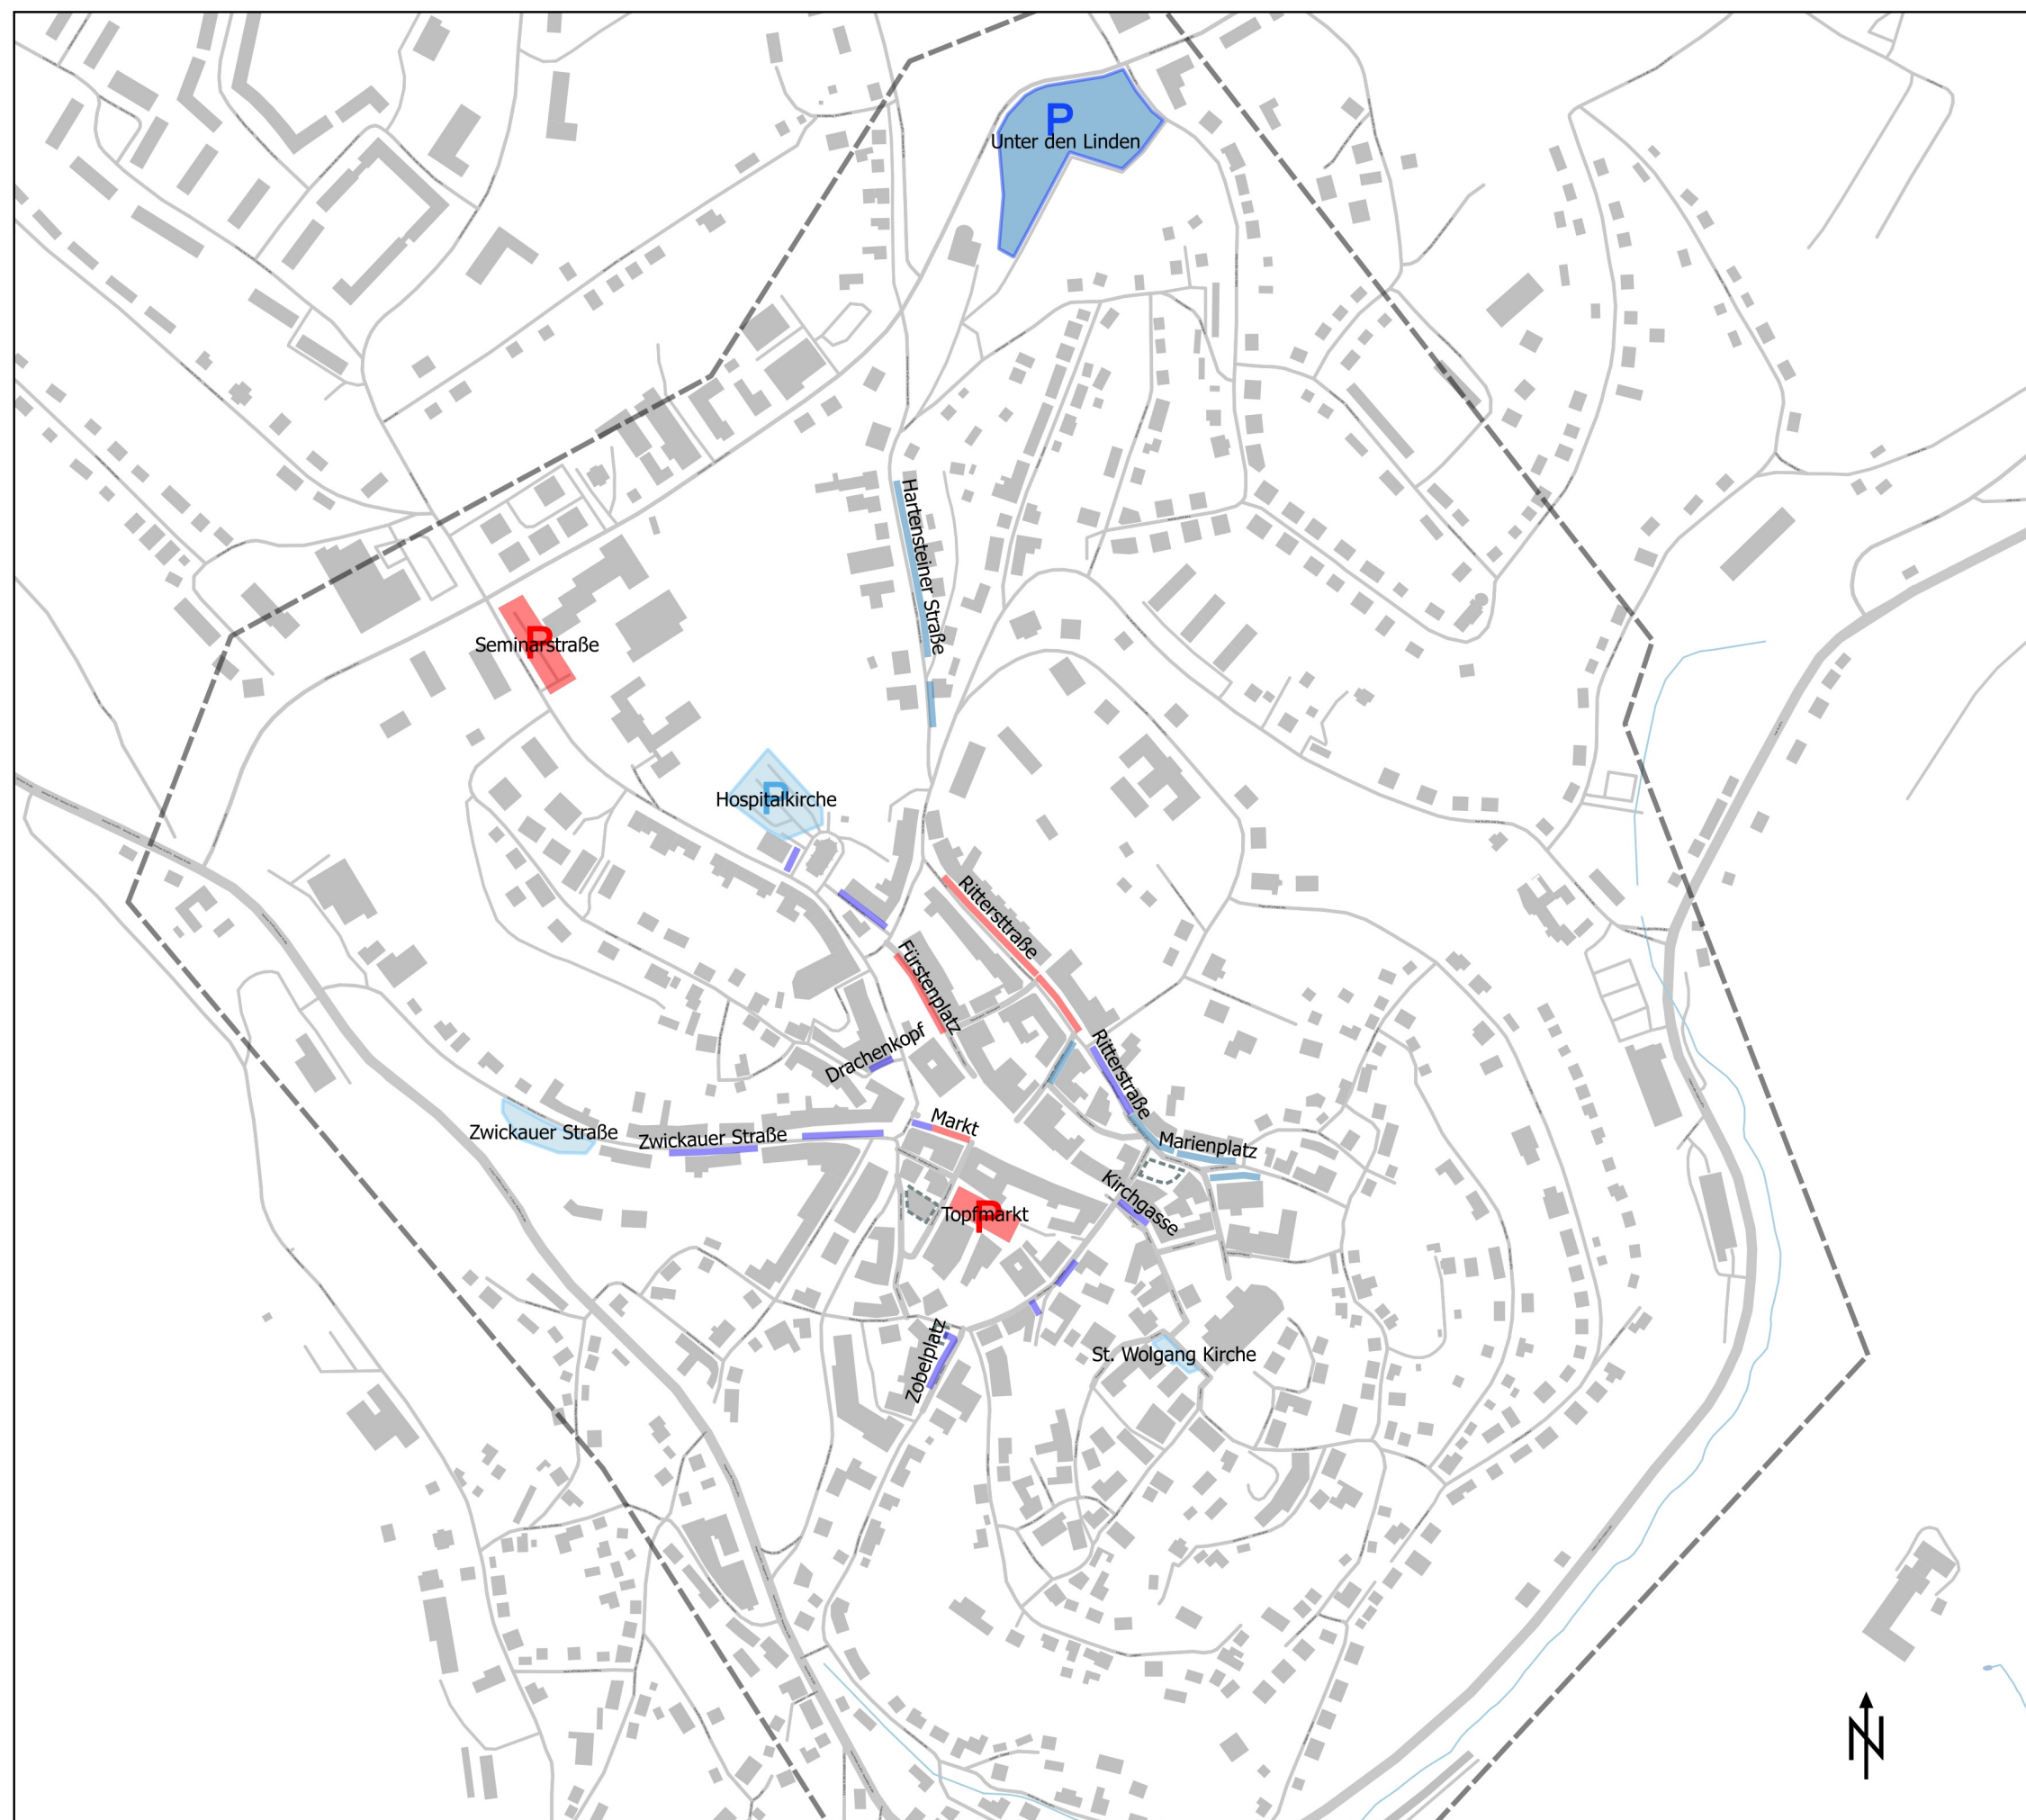 P
Unter den Linden
Hartensteiner Straße
P
Seminarstraße
P
Hospitalkirche
Rittersttraße
Fürstenplatz
Drachenkopf
Ritterstraße
Markt
Zwickauer Straße
Zwickauer Straße
Marienplatz
Kirchgasse
P
Topfmarkt
Zobelplatz
St. Wolgang Kirche
N